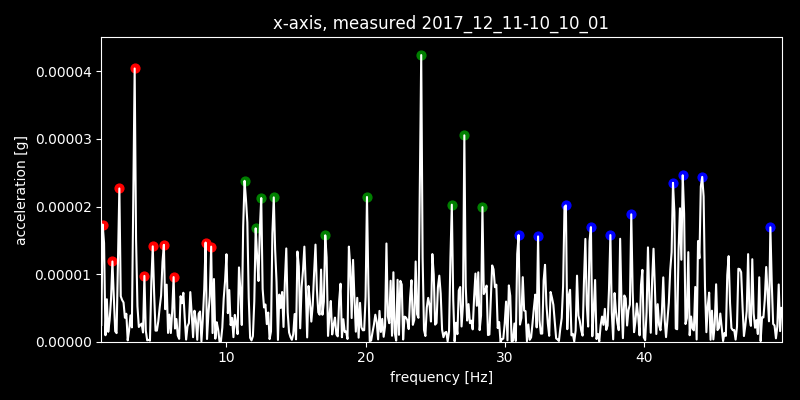 x-axis, measured 2017_12_11-10_10_01
acceleration [g]
0.00004
0.00003
0.00002
0.00001
0.00000
10 20 30 40
frequency [Hz]